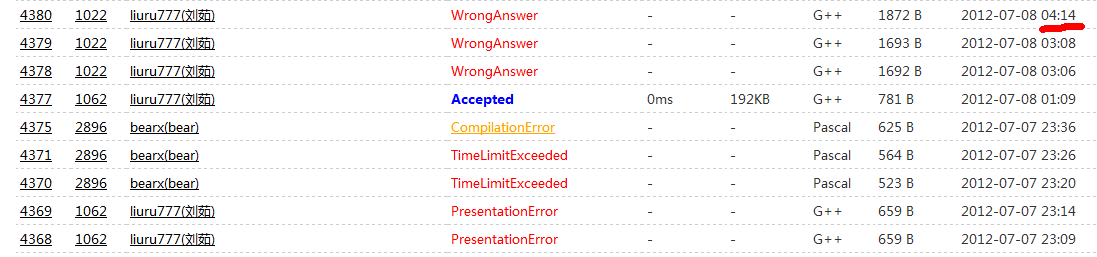 4380 1022 liuru777(刘茹) WrongAnswer - - G++ 1872 B 2012-07-08 04:14
4379 1022 liuru777(刘茹) WrongAnswer - - G++ 1693 B 2012-07-08 03:08
4378 1022 liuru777(刘茹) WrongAnswer - - G++ 1692 B 2012-07-08 03:06
4377 1062 liuru777(刘茹) Accepted 0ms 192KB G++ 781 B 2012-07-08 01:09
4375 2896 bearx(bear) CompilationError - - Pascal 625 B 2012-07-07 23:36
4371 2896 bearx(bear) TimeLimitExceeded - - Pascal 564 B 2012-07-07 23:26
4370 2896 bearx(bear) TimeLimitExceeded - - Pascal 523 B 2012-07-07 23:20
4369 1062 liuru777(刘茹) PresentationError - - G++ 659 B 2012-07-07 23:14
4368 1062 liuru777(刘茹) PresentationError - - G++ 659 B 2012-07-07 23:09